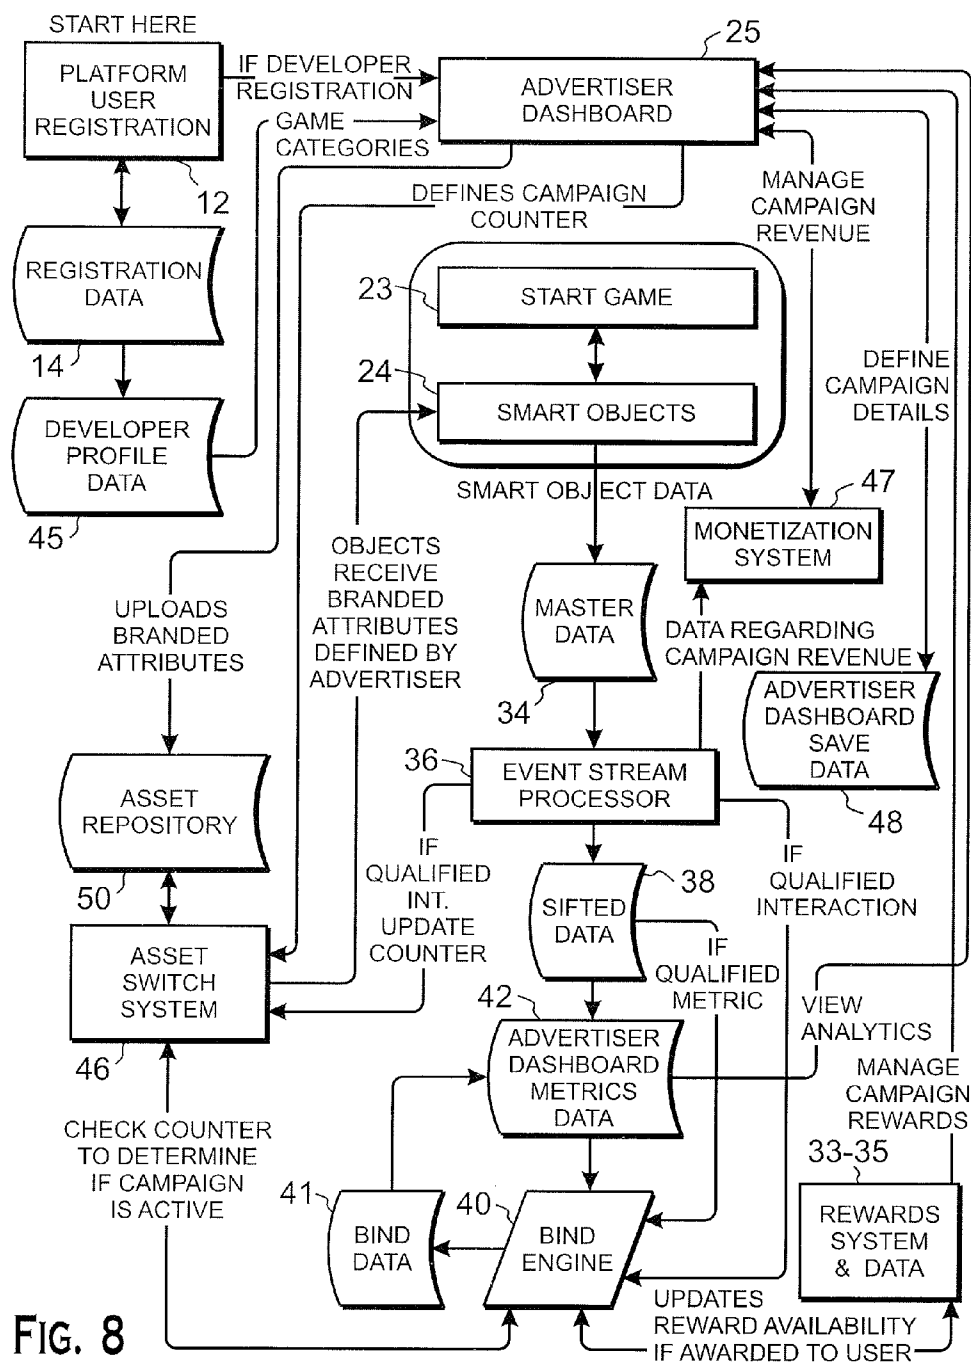 START HERE
PLATFORM
USER
REGISTRATION
12
IF DEVELOPER
REGISTRATION
GAME
CATEGORIES
25
ADVERTISER
DASHBOARD
DEFINES CAMPAIGN
COUNTER
MANAGE
CAMPAIGN
REVENUE
REGISTRATION
DATA
14
23
START GAME
24
SMART OBJECTS
SMART OBJECT DATA
DEFINE
CAMPAIGN
DETAILS
DEVELOPER
PROFILE
DATA
45
47
MONETIZATION
SYSTEM
OBJECTS
RECEIVE
BRANDED
ATTRIBUTES
DEFINED BY
ADVERTISER
UPLOADS
BRANDED
ATTRIBUTES
MASTER
DATA
34
DATA REGARDING
CAMPAIGN REVENUE
ADVERTISER
DASHBOARD
SAVE
DATA
48
36
EVENT STREAM
PROCESSOR
ASSET
REPOSITORY
50
IF
QUALIFIED
INT.
UPDATE
COUNTER
38
SIFTED
DATA
IF
QUALIFIED
INTERACTION
IF
QUALIFIED
METRIC
ASSET
SWITCH
SYSTEM
46
42
ADVERTISER
DASHBOARD
METRICS
DATA
VIEW
ANALYTICS
MANAGE
CAMPAIGN
REWARDS
CHECK COUNTER
TO DETERMINE
IF CAMPAIGN
IS ACTIVE
41
BIND
DATA
40
BIND
ENGINE
33-35
REWARDS
SYSTEM
& DATA
UPDATES
REWARD AVAILABILITY
IF AWARDED TO USER
FIG. 8